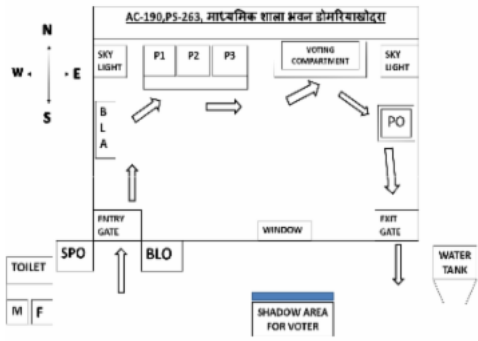 AC-190,PS-263, माध्यमिक शाला भवन डोमरियाखोदरा
N
W
E
S
SKY
LIGHT
P1
P2
P3
VOTING
COMPARTMENT
SKY
LIGHT
B
L
A
PO
ENTRY
GATE
WINDOW
EXIT
GATE
SPO
BLO
TOILET
M
F
WATER
TANK
SHADOW AREA
FOR VOTER